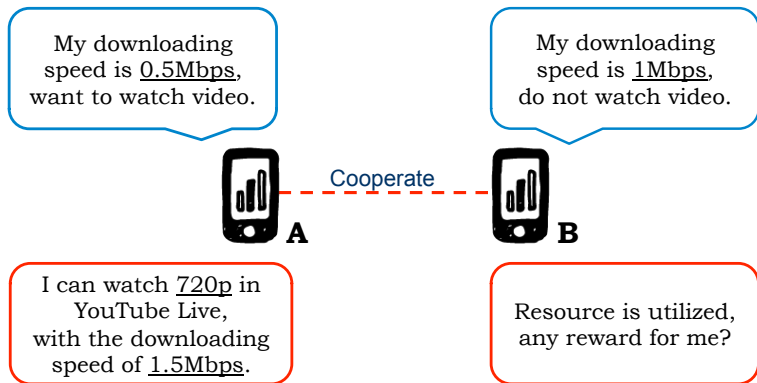 My downloading
speed is 0.5Mbps,
want to watch video.
My downloading
speed is 1Mbps,
do not watch video.
Cooperate
A
B
I can watch 720p in
YouTube Live,
with the downloading
speed of 1.5Mbps.
Resource is utilized,
any reward for me?